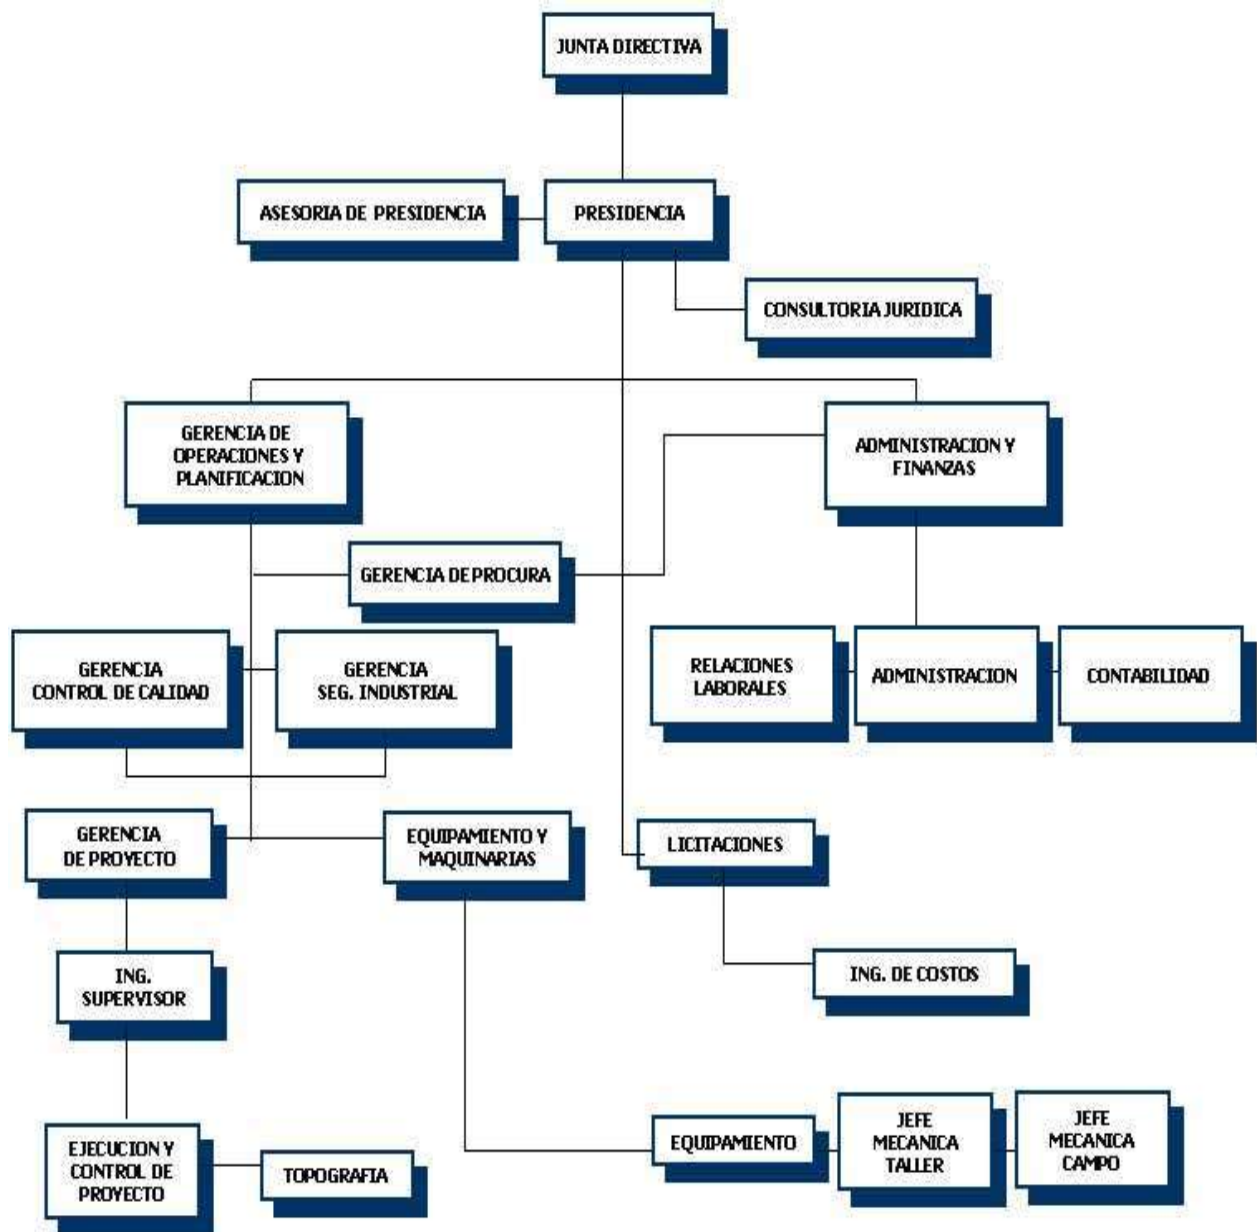 JUNTA DIRECTIVA
ASESORIA DE PRESIDENCIA
PRESIDENCIA
CONSULTORIA JURIDICA
GERENCIA DE
OPERACIONES Y
PLANIFICACION
ADMINISTRACION Y
FINANZAS
GERENCIA DE PROCURA
GERENCIA
CONTROL DE CALIDAD
GERENCIA
SEG. INDUSTRIAL
RELACIONES
LABORALES
ADMINISTRACION
CONTABILIDAD
GERENCIA
DE PROYECTO
EQUIPAMIENTO Y
MAQUINARIAS
LICITACIONES
ING.
SUPERVISOR
ING. DE COSTOS
EJECUCION Y
CONTROL DE
PROYECTO
TOPOGRAFIA
EQUIPAMIENTO
JEFE
MECANICA
TALLER
JEFE
MECANICA
CAMPO